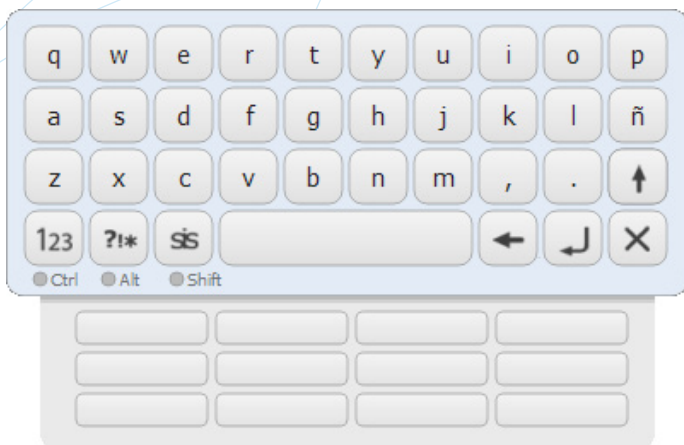 q w e r t y u i o p
a s d f g h j k l ñ
z x c v b n m , .
123 ?!* sis
Ctrl Alt Shift